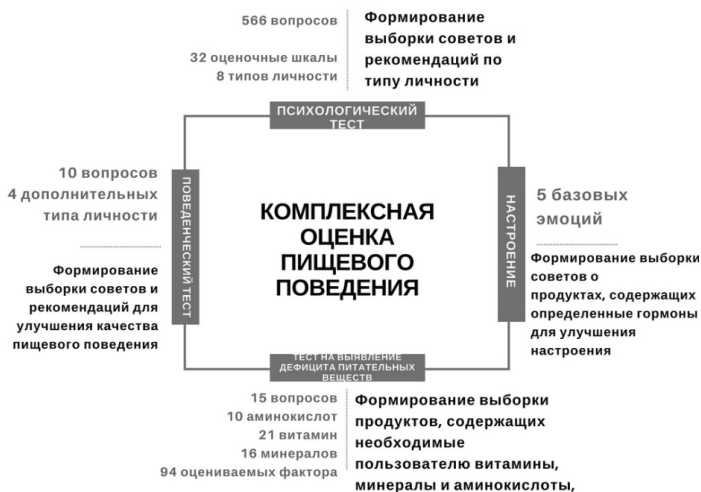 566 вопросов
32 оценочные шкалы
8 типов личности
Формирование
выборки советов и
рекомендаций по
типу личности
ПСИХОЛОГИЧЕСКИЙ
ТЕСТ
10 вопросов
4 дополнительных
типа личности
Формирование
выборки советов и
рекомендаций для
улучшения качества
пищевого поведения
ПОВЕДЕНЧЕСКИЙ ТЕСТ
КОМПЛЕКСНАЯ
ОЦЕНКА
ПИЩЕВОГО
ПОВЕДЕНИЯ
НАСТРОЕНИЕ
5 базовых
эмоций
Формирование выборки
советов о
продуктах, содержащих
определенные гормоны
для улучшения
настроения
ТЕСТ НА ВЫЯВЛЕНИЕ
ДЕФИЦИТА ПИТАТЕЛЬНЫХ
ВЕЩЕСТВ
15 вопросов
10 аминокислот
21 витамин
16 минералов
94 оцениваемых фактора
Формирование выборки
продуктов, содержащих
необходимые
пользователю витамины,
минералы и аминокислоты,